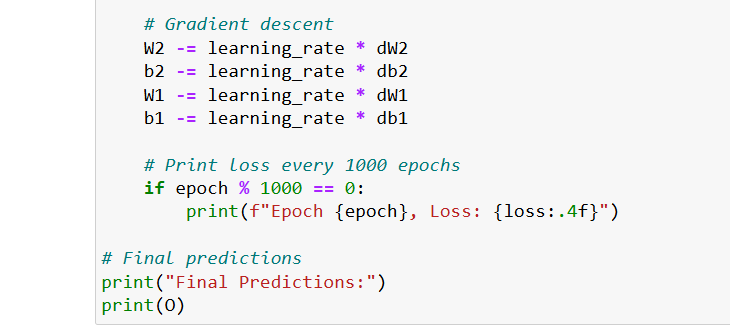 # Gradient descent
W2 -= learning_rate * dW2
b2 -= learning_rate * db2
W1 -= learning_rate * dW1
b1 -= learning_rate * db1
# Print loss every 1000 epochs
if epoch % 1000 == 0:
print(f"Epoch {epoch}, Loss: {loss:.4f}")
# Final predictions
print("Final Predictions:")
print(O)